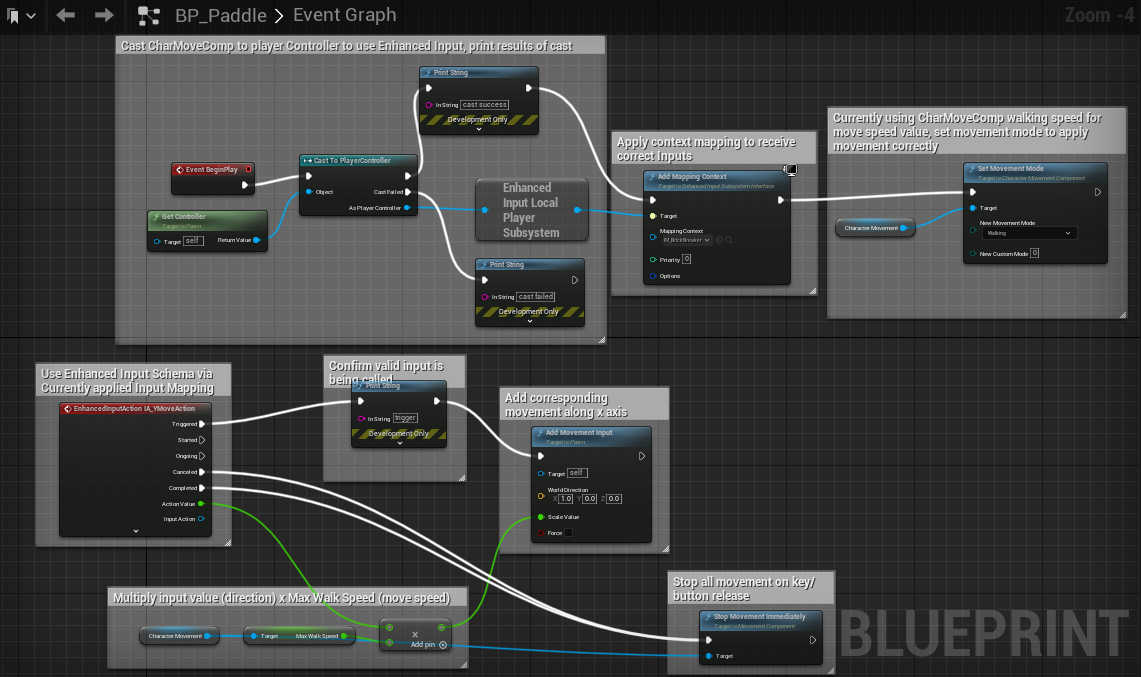 BP_Paddle > Event Graph
Zoom -4
Cast CharMoveComp to player Controller to use Enhanced Input, print results of cast
Print String
In String cast success
Development Only
Event BeginPlay
Cast To PlayerController
Object
Cast Failed
As Player Controller
Get Controller
Target is Pawn
Target self
Return Value
Enhanced
Input Local
Player
Subsystem
Print String
In String cast failed
Development Only
Apply context mapping to receive
correct Inputs
Add Mapping Context
Target is Enhanced Input Subsystem Interface
Target
Mapping Context
IM_BrickBreaker
Priority 0
Options
Currently using CharMoveComp walking speed for
move speed value, set movement mode to apply
movement correctly
Set Movement Mode
Target is Character Movement Component
Target
New Movement Mode
Walking
New Custom Mode 0
Character Movement
Use Enhanced Input Schema via
Currently applied Input Mapping
EnhancedInputAction IA_YMoveAction
Triggered
Started
Ongoing
Canceled
Completed
Action Value
Input Action
Confirm valid input is
being called
Print String
In String trigger
Development Only
Add corresponding
movement along x axis
Add Movement Input
Target is Pawn
Target self
World Direction
X 1.0 Y 0.0 Z 0.0
Scale Value
Force
Multiply input value (direction) x Max Walk Speed (move speed)
Character Movement
Target Max Walk Speed
Add pin
Stop all movement on key/
button release
Stop Movement Immediately
Target is Movement Component
Target
BLUEPRINT